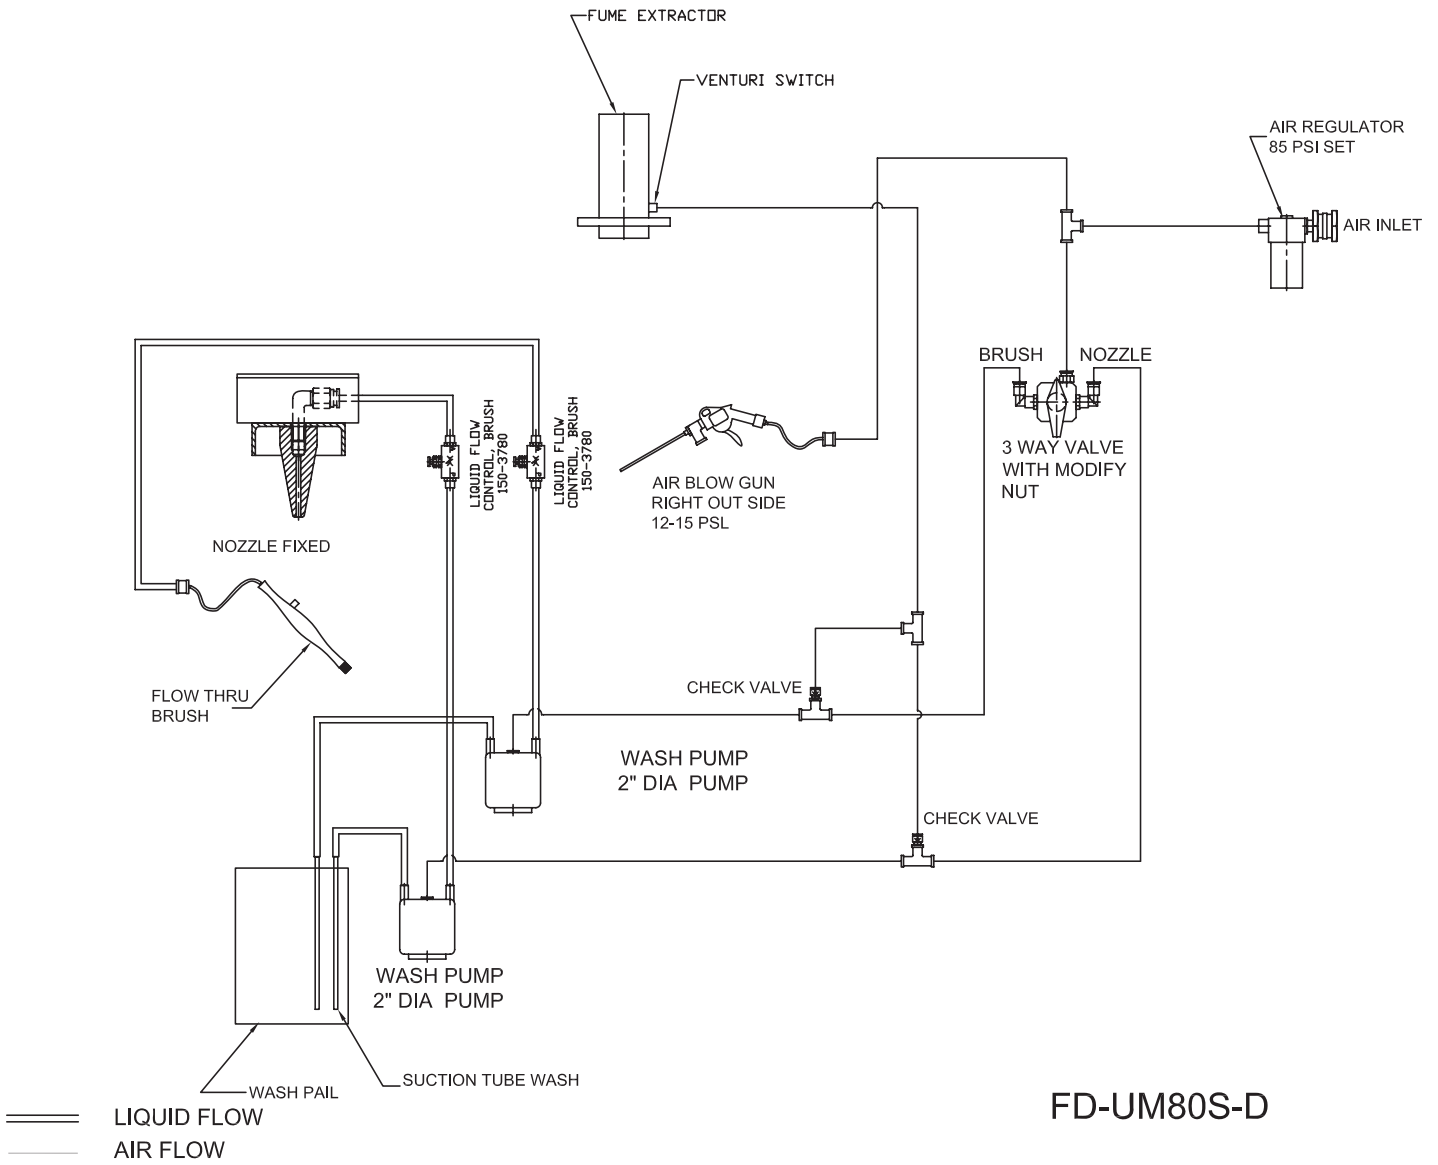 FUME EXTRACTOR
VENTURI SWITCH
AIR REGULATOR
85 PSI SET
AIR INLET
BRUSH
NOZZLE
3 WAY VALVE
WITH MODIFY
NUT
LIQUID FLOW
CONTROL, BRUSH
150-3780
LIQUID FLOW
CONTROL, BRUSH
150-3780
AIR BLOW GUN
RIGHT OUT SIDE
12-15 PSL
NOZZLE FIXED
FLOW THRU
BRUSH
CHECK VALVE
WASH PUMP
2" DIA PUMP
CHECK VALVE
WASH PUMP
2" DIA PUMP
SUCTION TUBE WASH
WASH PAIL
LIQUID FLOW
AIR FLOW
FD-UM80S-D